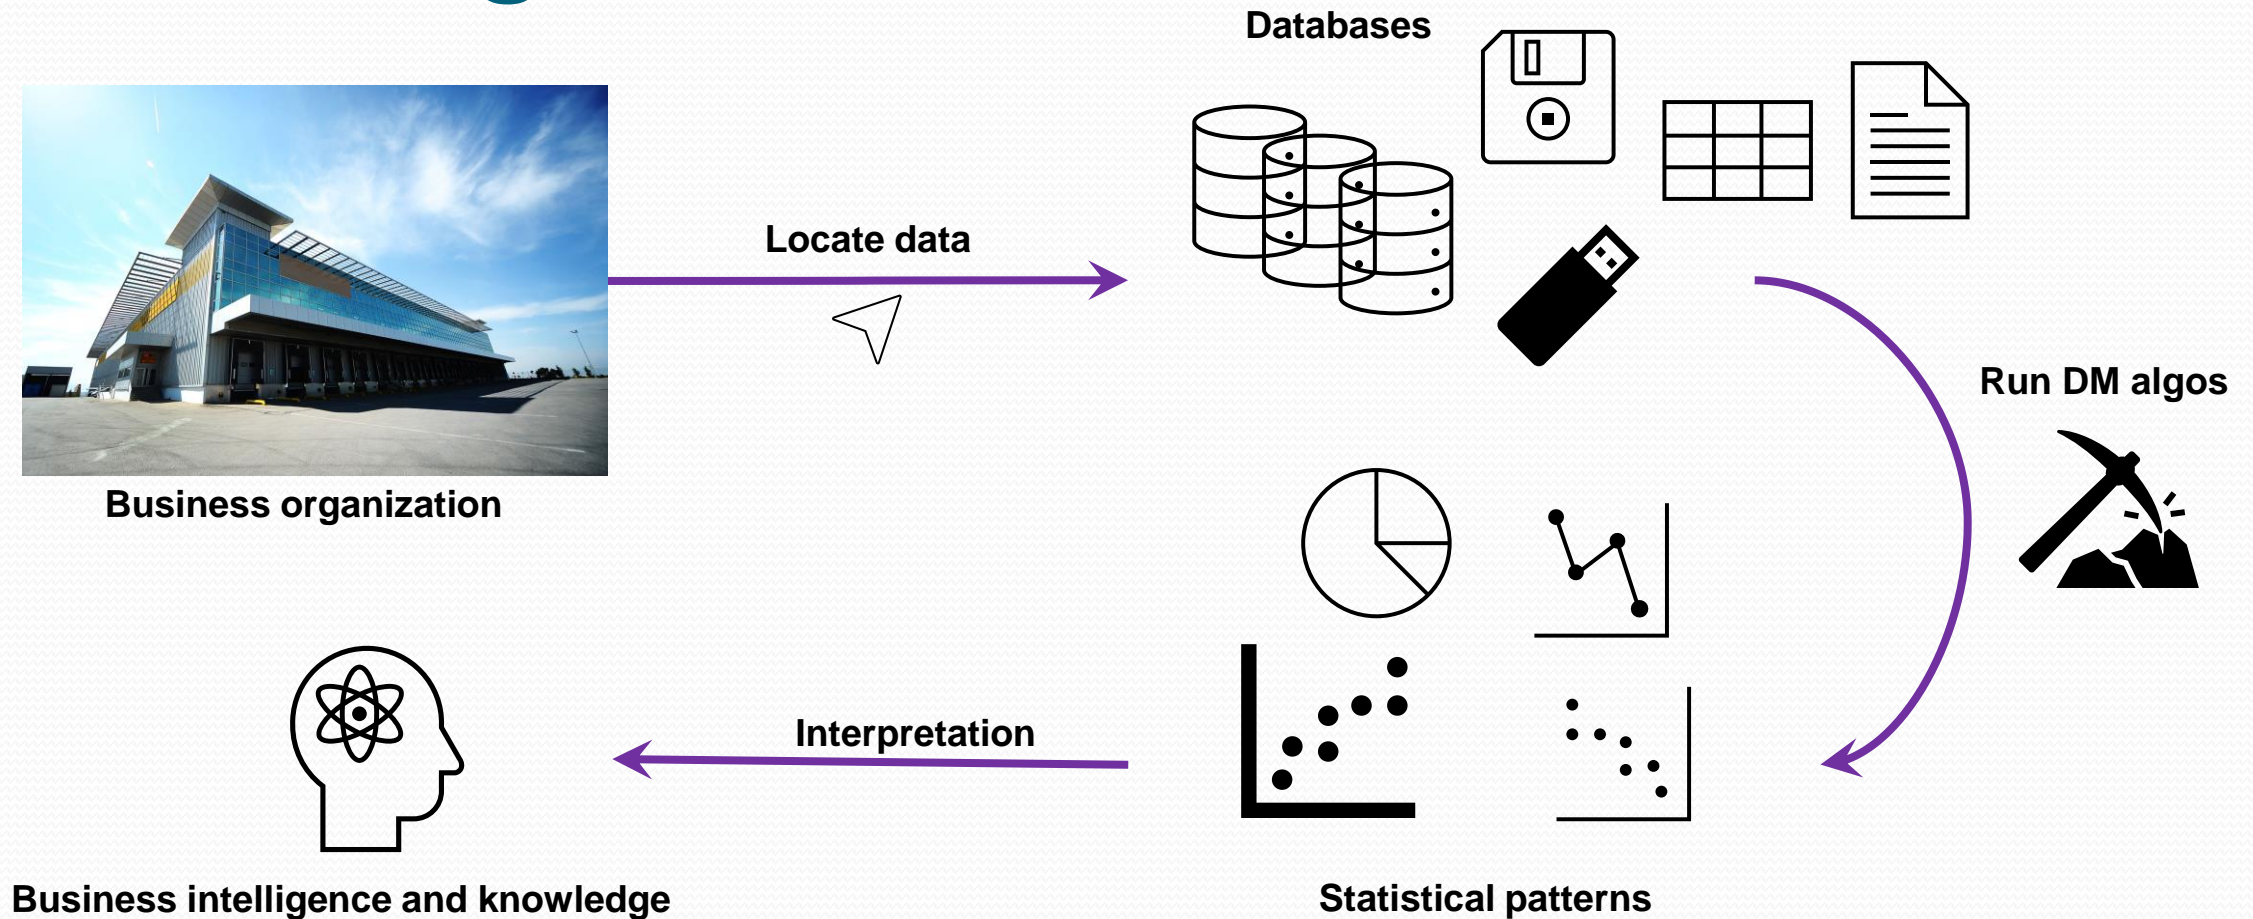 Databases
Locate data
Run DM algos
Business organization
Interpretation
Business intelligence and knowledge
Statistical patterns